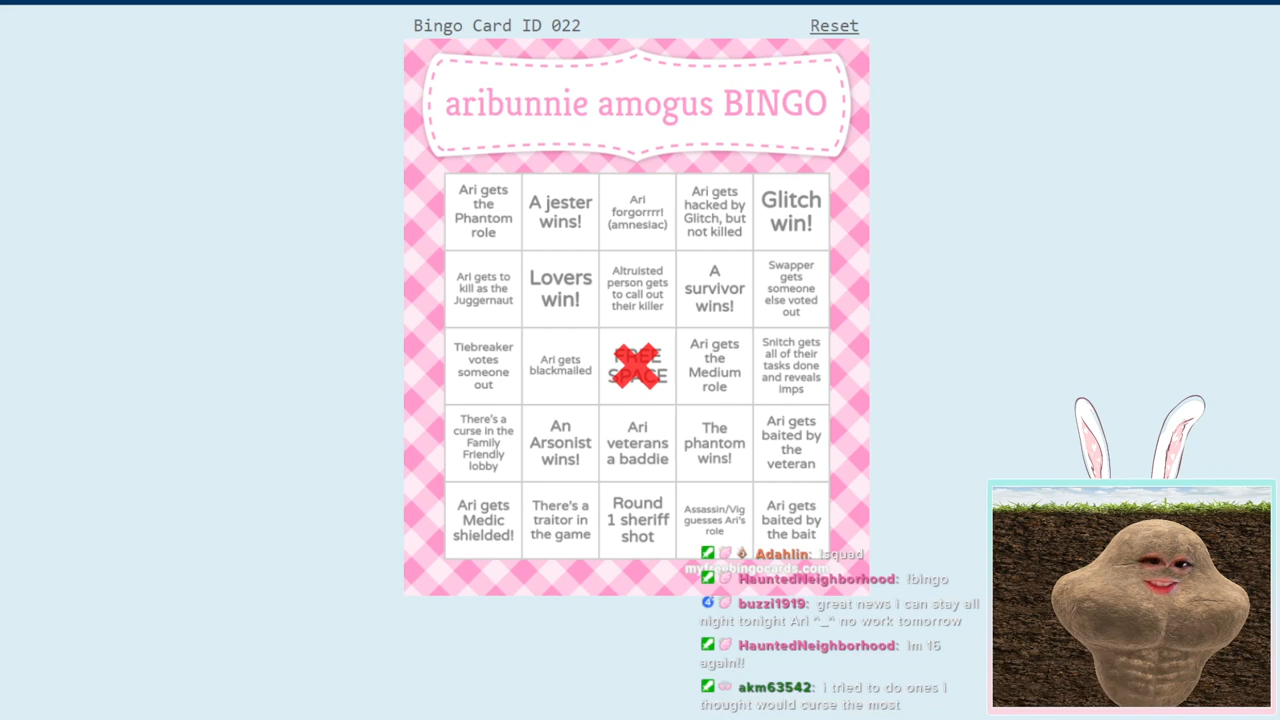 Bingo Card ID 022
Reset
aribunnie amogus BINGO
Ari gets
the
Phantom
role
A jester
wins!
Ari
forgorrrr!
(amnesiac)
Ari gets
hacked by
Glitch, but
not killed
Glitch
win!
Ari gets to
kill as the
Juggernaut
Lovers
win!
Altruisted
person gets
to call out
their killer
A
survivor
wins!
Swapper
gets
someone
else voted
out
Tiebreaker
votes
someone
out
Ari gets
blackmailed
FREE
SPACE
Ari gets
the
Medium
role
Snitch gets
all of their
tasks done
and reveals
imps
There's a
curse in the
Family
Friendly
lobby
An
Arsonist
wins!
Ari
veterans
a baddie
The
phantom
wins!
Ari gets
baited by
the
veteran
Ari gets
Medic
shielded!
There's a
traitor in
the game
Round
1 sheriff
shot
Assassin/Vig
guesses Ari's
role
Ari gets
baited by
the bait
myfreebingocards.com
Adahlin: !squad
HauntedNeighborhood: !bingo
4 buzzi1919: great news i can stay all
night tonight Ari ^_^ no work tomorrow
HauntedNeighborhood: Im 15
again!!
akm63542: i tried to do ones i
thought would curse the most